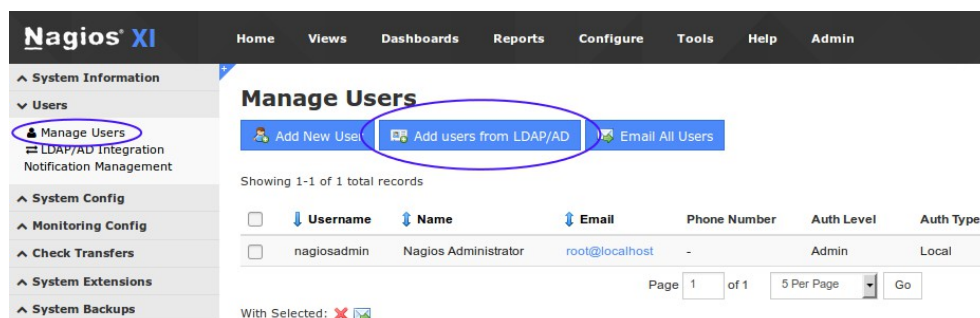 Nagios® XI
Home Views Dashboards Reports Configure Tools Help Admin
System Information
Users
Manage Users
LDAP/AD Integration
Notification Management
System Config
Monitoring Config
Check Transfers
System Extensions
System Backups
+
Manage Users
Add New User Add users from LDAP/AD Email All Users
Showing 1-1 of 1 total records
Username Name Email Phone Number Auth Level Auth Type
nagiosadmin Nagios Administrator root@localhost - Admin Local
Page 1 of 1 5 Per Page Go
With Selected: